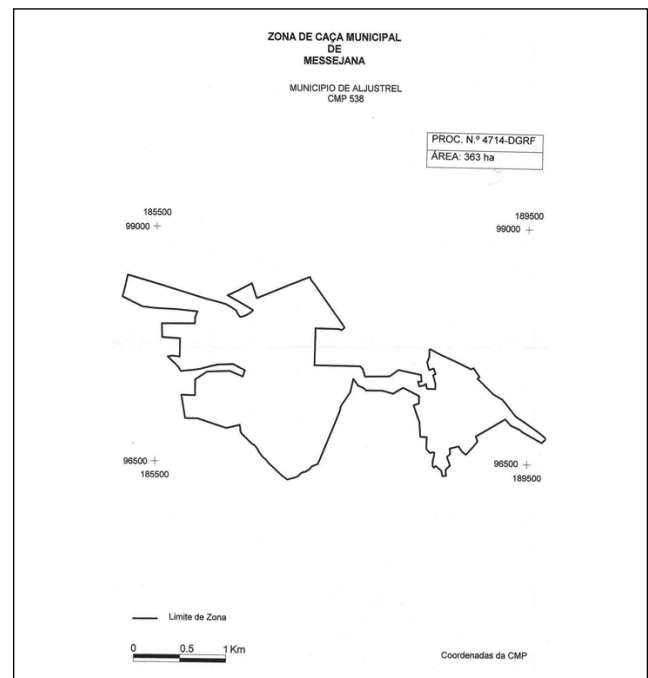 ZONA DE CAÇA MUNICIPAL
DE
MESSEJANA
MUNICIPIO DE ALJUSTREL
CMP 538
PROC. N.º 4714-DGRF
ÁREA: 363 ha
185500
99000
189500
99000
96500
185500
96500
189500
Limite de Zona
0 0.5 1 Km
Coordenadas da CMP